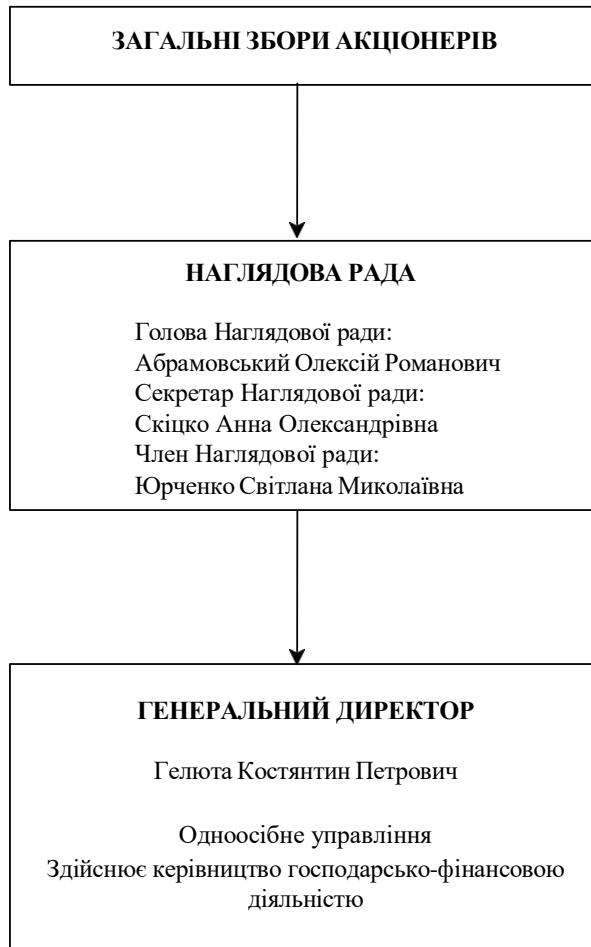 ЗАГАЛЬНІ ЗБОРИ АКЦІОНЕРІВ
НАГЛЯДОВА РАДА
Голова Наглядової ради:
Абрамовський Олексій Романович
Секретар Наглядової ради:
Скіцко Анна Олександрівна
Член Наглядової ради:
Юрченко Світлана Миколаївна
ГЕНЕРАЛЬНИЙ ДИРЕКТОР
Гелюта Костянтин Петрович
Одноосібне управління
Здійснює керівництво господарсько-фінансовою
діяльністю